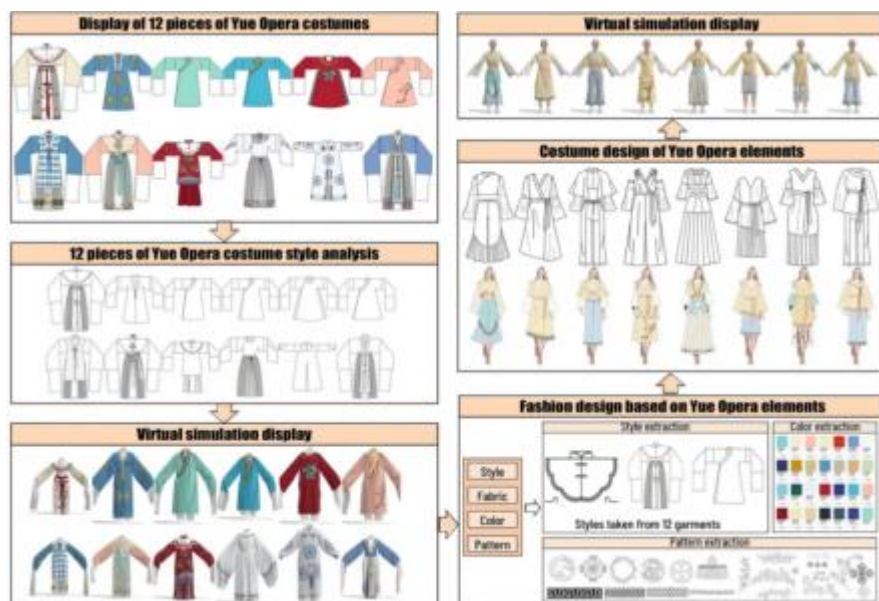 Display of 12 pieces of Yue Opera costumes
12 pieces of Yue Opera costume style analysis
Virtual simulation display
Virtual simulation display
Costume design of Yue Opera elements
Fashion design based on Yue Opera elements
Style
Fabric
Color
Pattern
Style extraction
Styles taken from 12 garments
Color extraction
Pattern extraction